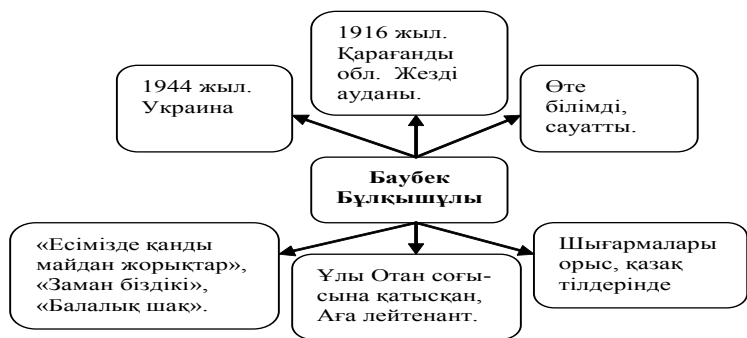 1944 жыл.
Украина
1916 жыл.
Қарағанды
обл. Жезді
ауданы.
Өте
білімді,
сауатты.
Баубек
Бұлқышұлы
«Есімізде қанды
майдан жорықтар»,
«Заман біздікі»,
«Балалық шақ».
Ұлы Отан соғы-
сына қатысқан,
Аға лейтенант.
Шығармалары
орыс, қазақ
тілдерінде